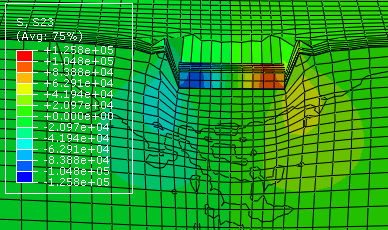 S, S23
(Avg: 75%)
+1.258e+05
+1.048e+05
+8.388e+04
+6.291e+04
+4.194e+04
+2.097e+04
+0.000e+00
-2.097e+04
-4.194e+04
-6.291e+04
-8.388e+04
-1.048e+05
-1.258e+05